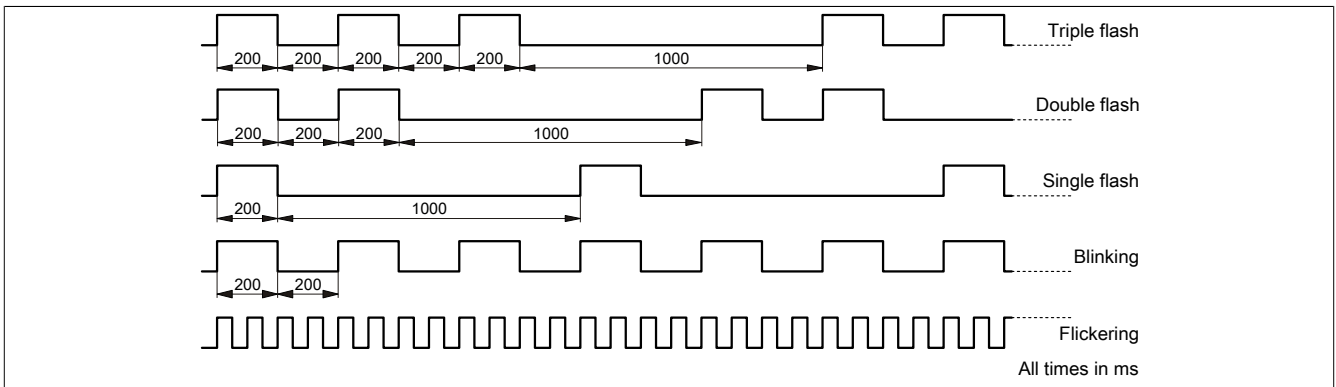 Triple flash
200 200 200 200 200 1000
Double flash
200 200 200 1000
Single flash
200 1000
Blinking
200 200
Flickering
All times in ms